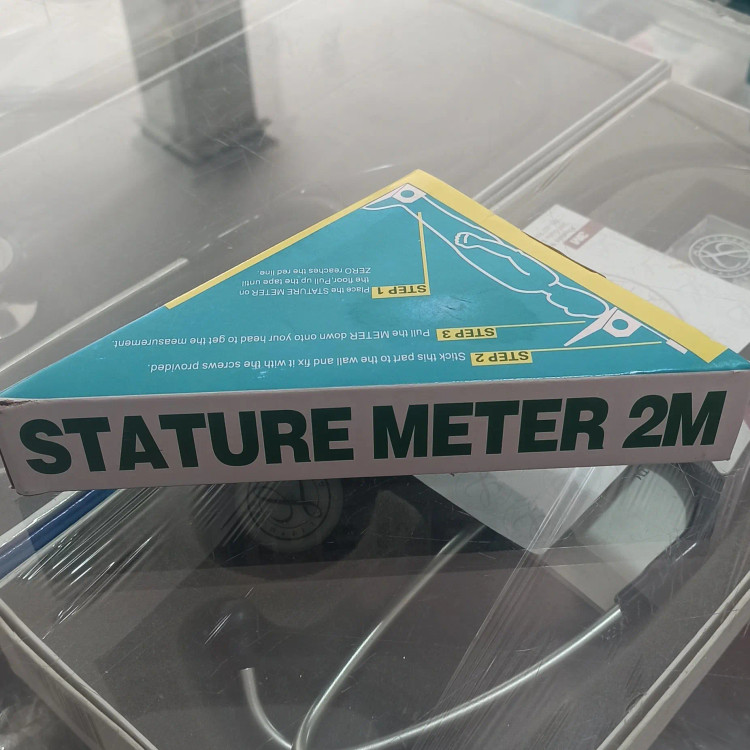 STEP 1
Place the STATURE METER on
the floor.Pull up the tape until
ZERO reaches the red line.
STEP 2
Stick this part to the wall and fix it with the screws provided.
STEP 3
Pull the METER down onto your head to get the measurement.
STATURE METER 2M